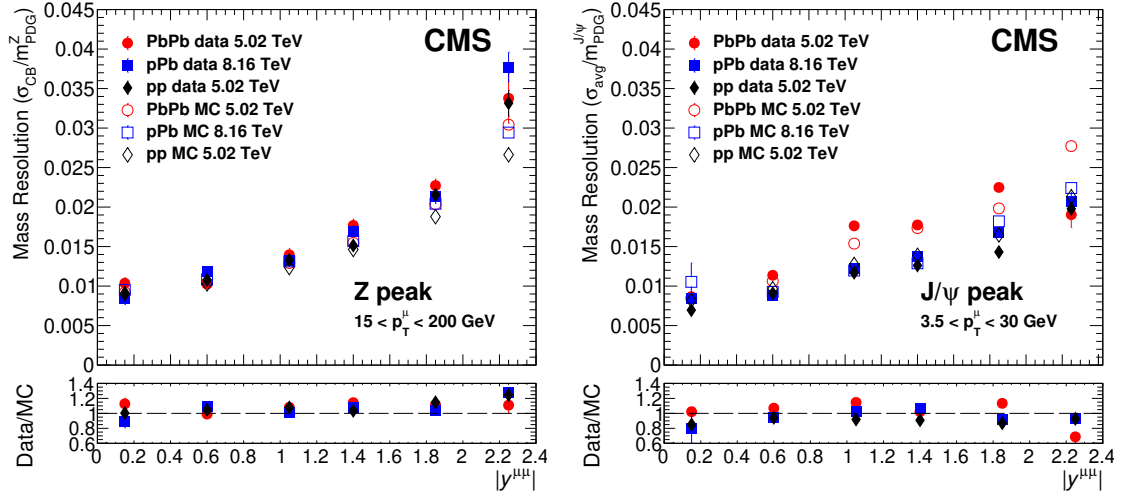 Mass Resolution (σCB/mZPDG)
0.045
0.04
0.035
0.03
0.025
0.02
0.015
0.01
0.005
0
CMS
PbPb data 5.02 TeV
pPb data 8.16 TeV
pp data 5.02 TeV
PbPb MC 5.02 TeV
pPb MC 8.16 TeV
pp MC 5.02 TeV
Z peak
15 < pμT < 200 GeV
Data/MC
1.4
1.2
1
0.8
0.6
0 0.2 0.4 0.6 0.8 1 1.2 1.4 1.6 1.8 2 2.2 2.4
|yμμ|
Mass Resolution (σavg/mJ/ψPDG)
0.045
0.04
0.035
0.03
0.025
0.02
0.015
0.01
0.005
0
CMS
PbPb data 5.02 TeV
pPb data 8.16 TeV
pp data 5.02 TeV
PbPb MC 5.02 TeV
pPb MC 8.16 TeV
pp MC 5.02 TeV
J/ψ peak
3.5 < pμT < 30 GeV
Data/MC
1.4
1.2
1
0.8
0.6
0 0.2 0.4 0.6 0.8 1 1.2 1.4 1.6 1.8 2 2.2 2.4
|yμμ|